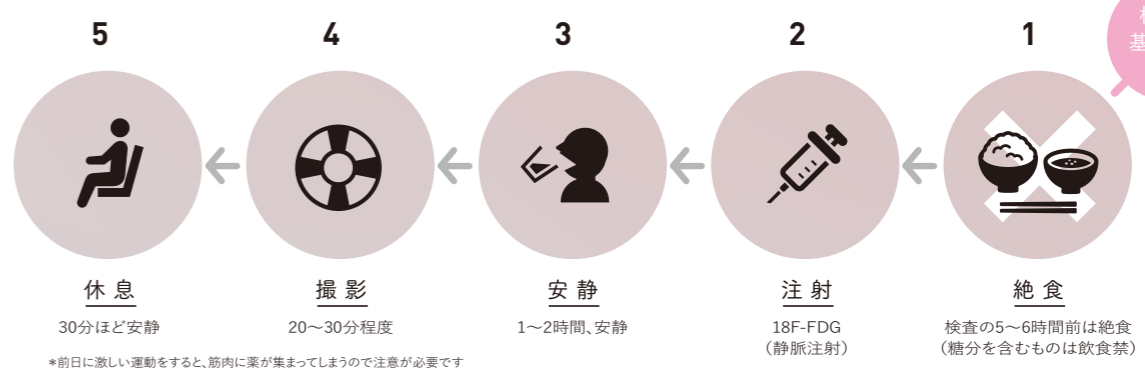 1
絶食
検査の5〜6時間前は絶食
(糖分を含むものは飲食禁)
2
注射
18F-FDG
(静脈注射)
3
安静
1〜2時間、安静
4
撮影
20〜30分程度
5
休息
30分ほど安静
*前日に激しい運動をすると、筋肉に薬が集まってしまうので注意が必要です
基